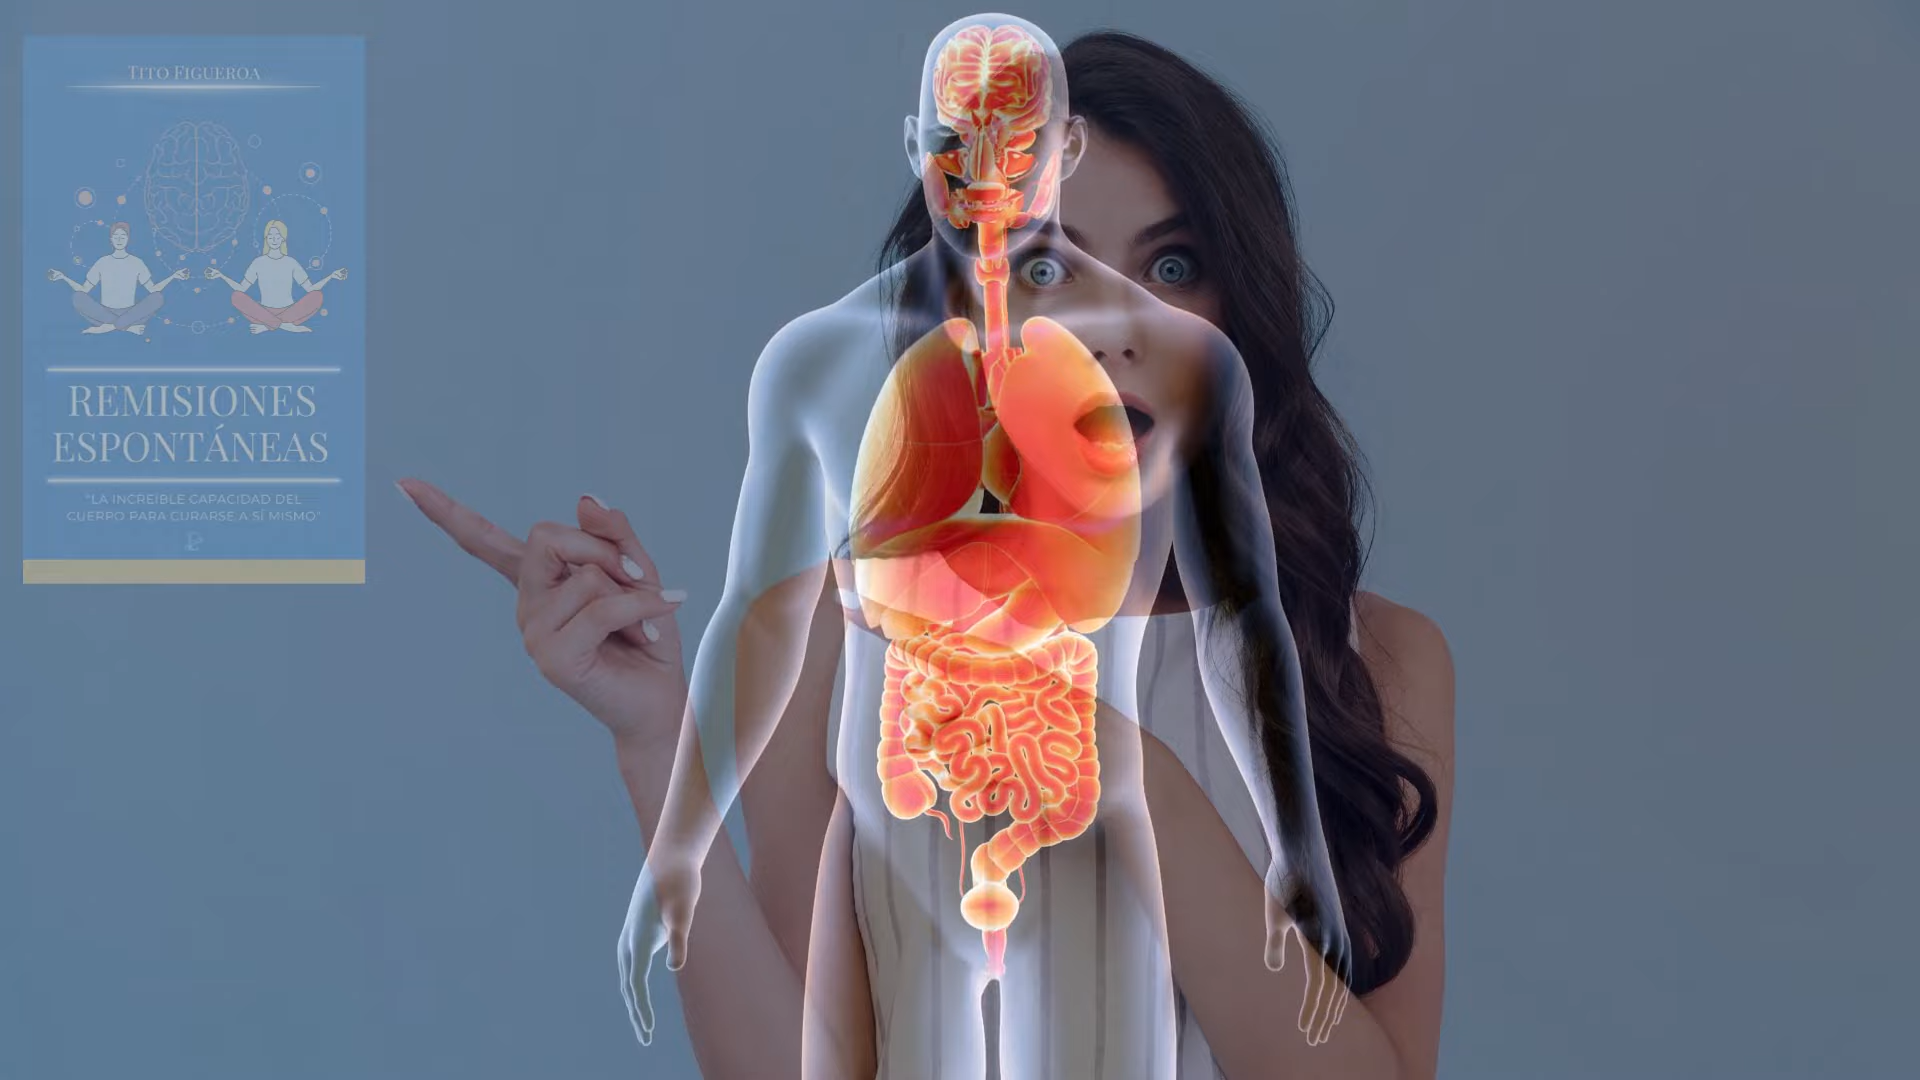 TITO FIGUEROA
REMISIONES
ESPONTÁNEAS
"LA INCREÍBLE CAPACIDAD DEL
CUERPO PARA CURARSE A SÍ MISMO"